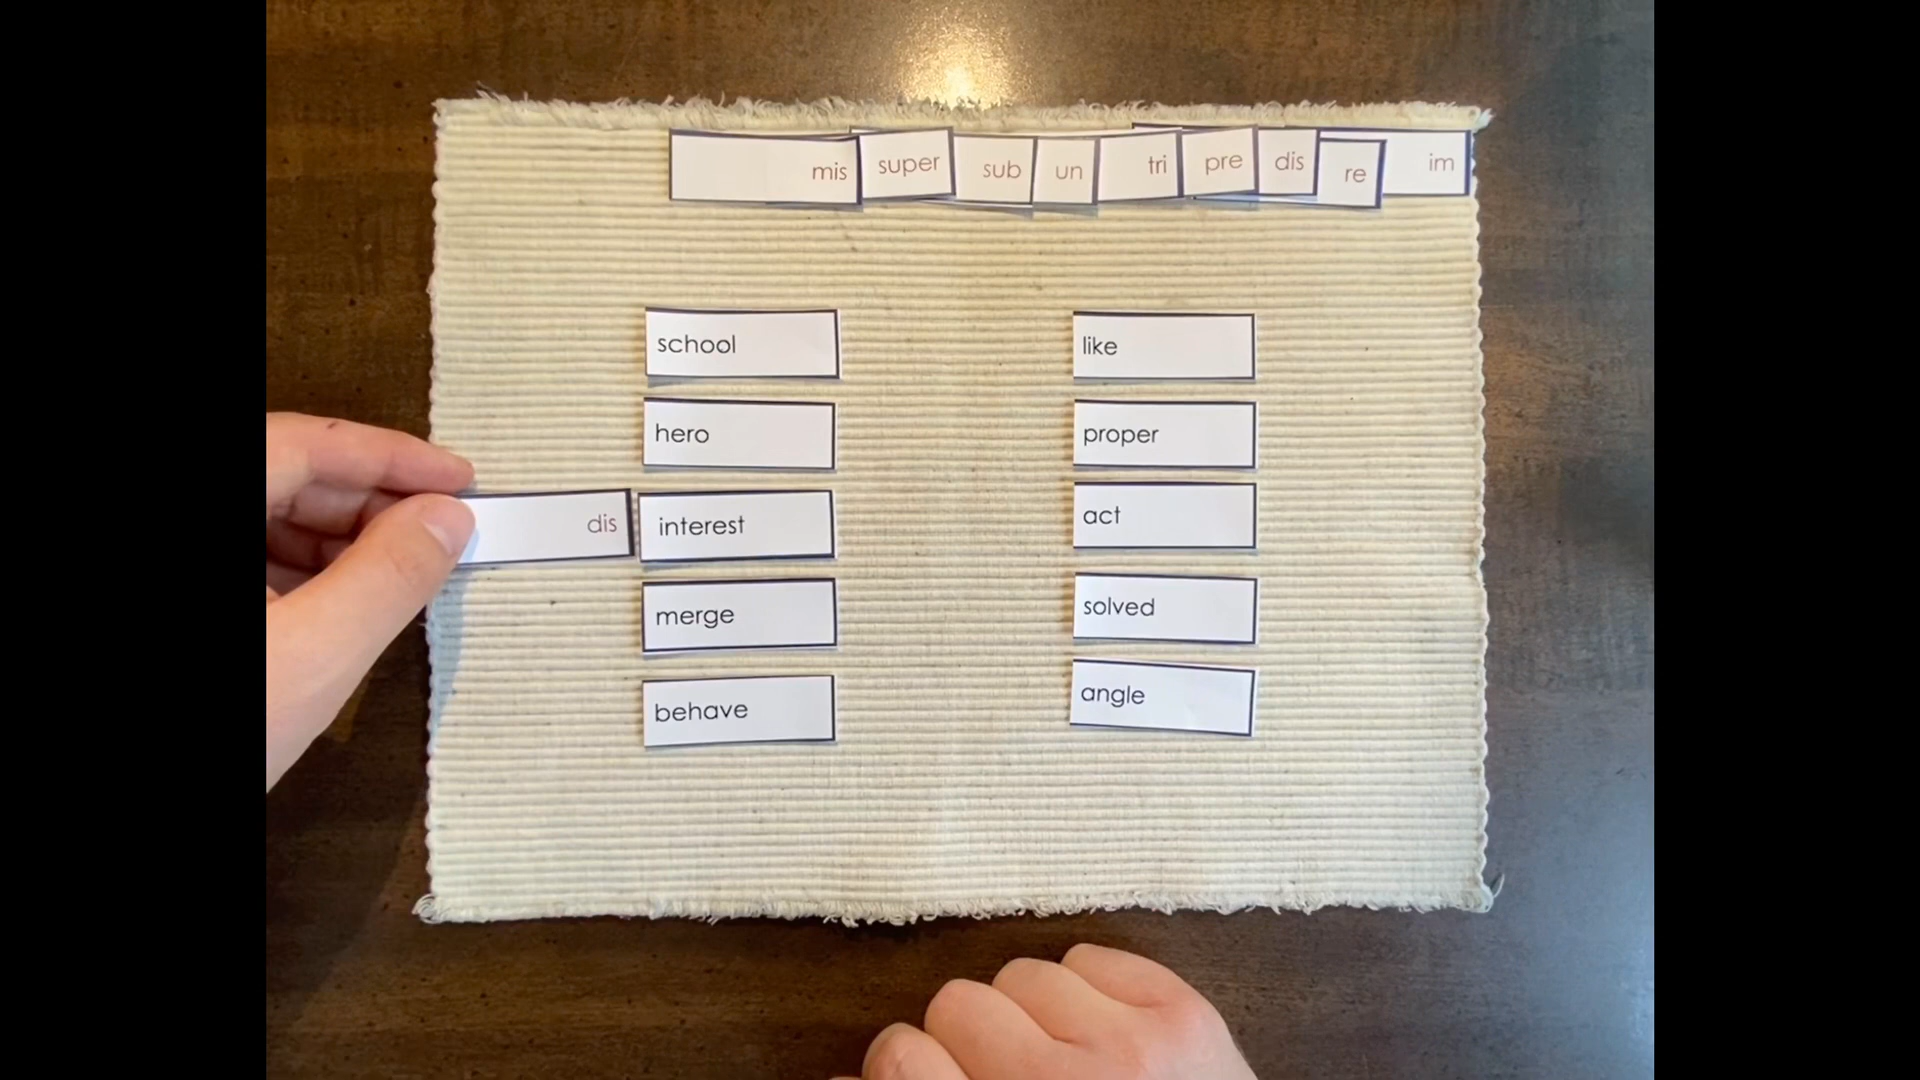 mis super sub un tri pre dis re im
school
hero
dis interest
merge
behave
like
proper
act
solved
angle